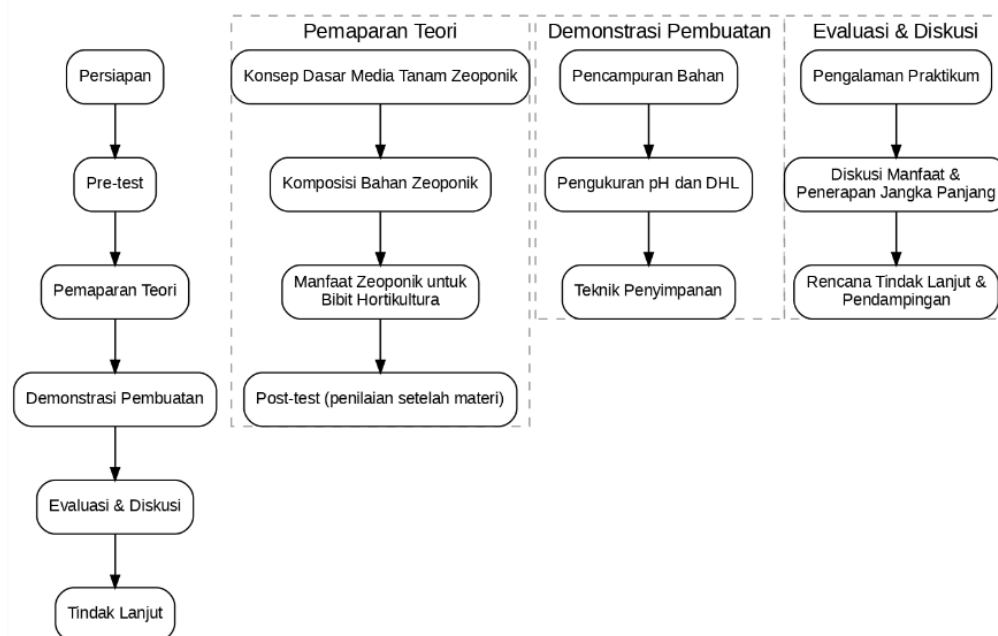 Persiapan
Pre-test
Pemaparan Teori
Demonstrasi Pembuatan
Evaluasi & Diskusi
Tindak Lanjut
Pemaparan Teori
Konsep Dasar Media Tanam Zeoponik
Komposisi Bahan Zeoponik
Manfaat Zeoponik untuk
Bibit Hortikultura
Post-test (penilaian setelah materi)
Demonstrasi Pembuatan
Pencampuran Bahan
Pengukuran pH dan DHL
Teknik Penyimpanan
Evaluasi & Diskusi
Pengalaman Praktikum
Diskusi Manfaat &
Penerapan Jangka Panjang
Rencana Tindak Lanjut &
Pendampingan